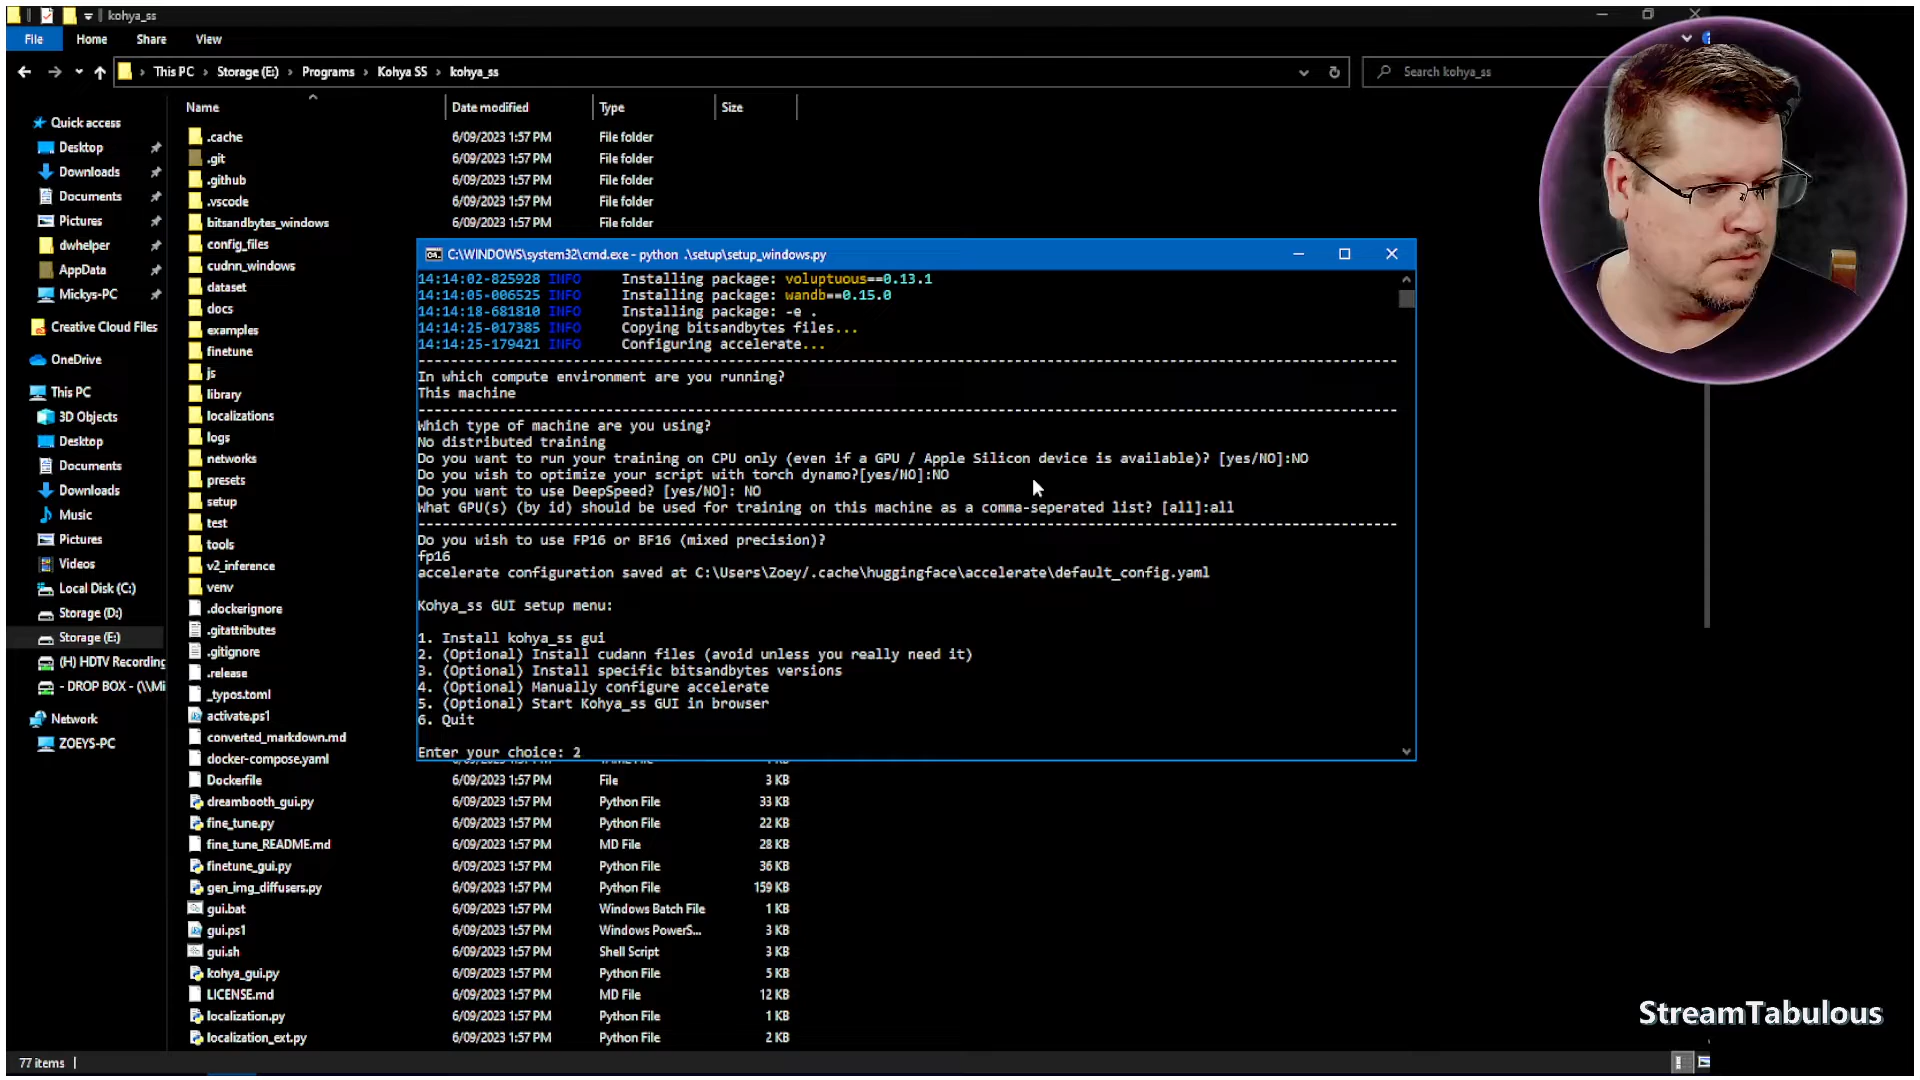 kohya_ss
File Home Share View
This PC Storage (E:) Programs Kohya SS kohya_ss
Search kohya_ss
Name Date modified Type Size
Quick access
Desktop
Downloads
Documents
Pictures
dwhelper
AppData
Mickys-PC
Creative Cloud Files
OneDrive
This PC
3D Objects
Desktop
Documents
Downloads
Music
Pictures
Videos
Local Disk (C:)
Storage (D:)
Storage (E:)
(H) HDTV Recording
- DROP BOX - (\\Mi
Network
ZOEYS-PC
.cache 6/09/2023 1:57 PM File folder
.git 6/09/2023 1:57 PM File folder
.github 6/09/2023 1:57 PM File folder
.vscode 6/09/2023 1:57 PM File folder
bitsandbytes_windows 6/09/2023 1:57 PM File folder
config_files
cudnn_windows
dataset
docs
examples
finetune
js
library
localizations
logs
networks
presets
setup
test
tools
v2_inference
venv
.dockerignore
.gitattributes
.gitignore
.release
_typos.toml
activate.ps1
converted_markdown.md
docker-compose.yaml
Dockerfile 6/09/2023 1:57 PM File 3 KB
dreambooth_gui.py 6/09/2023 1:57 PM Python File 33 KB
fine_tune.py 6/09/2023 1:57 PM Python File 22 KB
fine_tune_README.md 6/09/2023 1:57 PM MD File 28 KB
finetune_gui.py 6/09/2023 1:57 PM Python File 36 KB
gen_img_diffusers.py 6/09/2023 1:57 PM Python File 159 KB
gui.bat 6/09/2023 1:57 PM Windows Batch File 1 KB
gui.ps1 6/09/2023 1:57 PM Windows PowerS... 3 KB
gui.sh 6/09/2023 1:57 PM Shell Script 3 KB
kohya_gui.py 6/09/2023 1:57 PM Python File 5 KB
LICENSE.md 6/09/2023 1:57 PM MD File 12 KB
localization.py 6/09/2023 1:57 PM Python File 1 KB
localization_ext.py 6/09/2023 1:57 PM Python File 2 KB
C:\WINDOWS\system32\cmd.exe - python .\setup\setup_windows.py
14:14:02-825928 INFO Installing package: voluptuous==0.13.1
14:14:05-006525 INFO Installing package: wandb==0.15.0
14:14:18-681810 INFO Installing package: -e .
14:14:25-017385 INFO Copying bitsandbytes files...
14:14:25-179421 INFO Configuring accelerate...
In which compute environment are you running?
This machine
Which type of machine are you using?
No distributed training
Do you want to run your training on CPU only (even if a GPU / Apple Silicon device is available)? [yes/NO]:NO
Do you wish to optimize your script with torch dynamo?[yes/NO]:NO
Do you want to use DeepSpeed? [yes/NO]: NO
What GPU(s) (by id) should be used for training on this machine as a comma-seperated list? [all]:all
Do you wish to use FP16 or BF16 (mixed precision)?
fp16
accelerate configuration saved at C:\Users\Zoey/.cache\huggingface\accelerate\default_config.yaml
Kohya_ss GUI setup menu:
1. Install kohya_ss gui
2. (Optional) Install cudann files (avoid unless you really need it)
3. (Optional) Install specific bitsandbytes versions
4. (Optional) Manually configure accelerate
5. (Optional) Start Kohya_ss GUI in browser
6. Quit
Enter your choice: 2
StreamTabulous
77 items